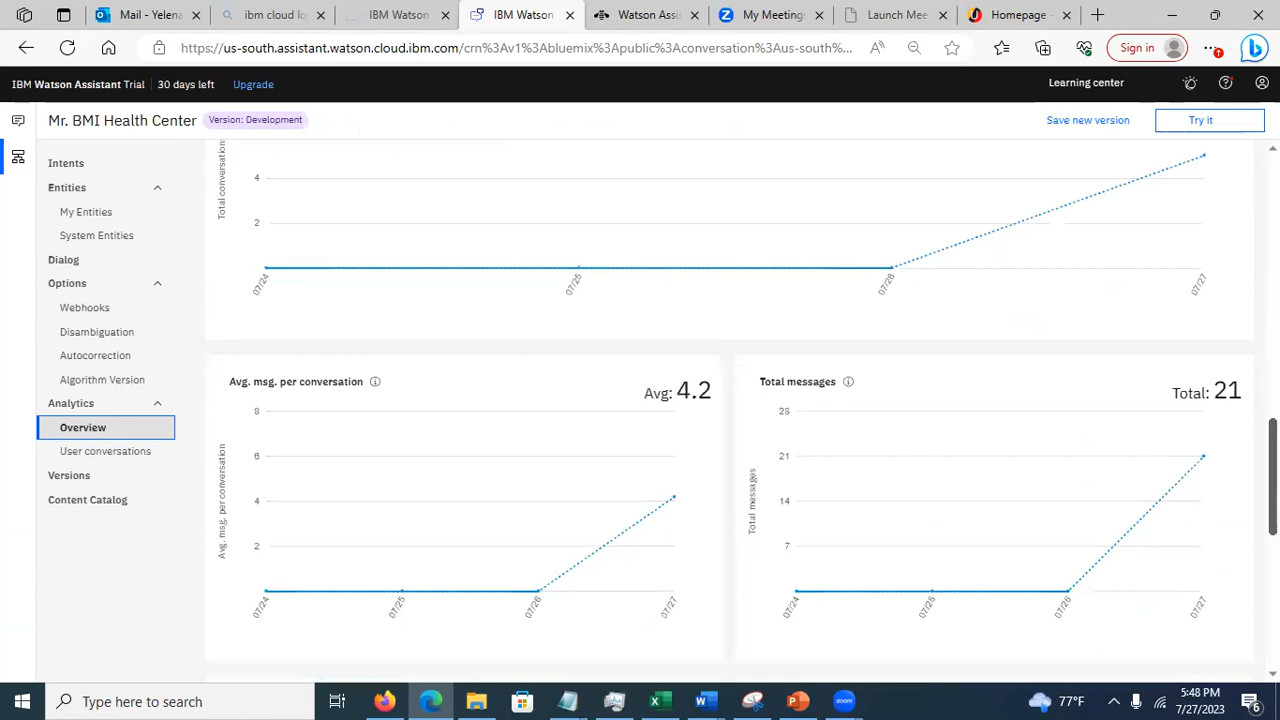 Mail - Yelena
ibm cloud lo
IBM Watson
IBM Watson
Watson Assi
My Meeting
Launch Mee
Homepage -
https://us-south.assistant.watson.cloud.ibm.com/crn%3Av1%3Abluemix%3Apublic%3Aconversation%3Aus-south%...
Sign in
IBM Watson Assistant Trial
30 days left
Upgrade
Learning center
Mr. BMI Health Center
Version: Development
Save new version
Try it
Intents
Entities
My Entities
System Entities
Dialog
Options
Webhooks
Disambiguation
Autocorrection
Algorithm Version
Analytics
Overview
User conversations
Versions
Content Catalog
Total conversations
4
2
07/24
07/25
07/26
07/27
Avg. msg. per conversation
Avg: 4.2
Avg. msg. per conversation
8
6
4
2
07/24
07/25
07/26
07/27
Total messages
Total: 21
Total messages
28
21
14
7
07/24
07/25
07/26
07/27
Type here to search
77°F
5:48 PM
7/27/2023
6